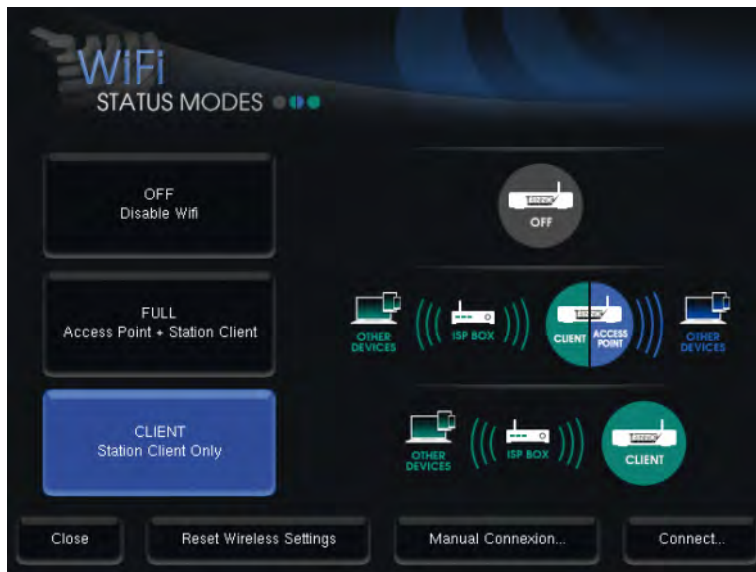 WiFi
STATUS MODES
OFF
Disable Wifi
OFF
FULL
Access Point + Station Client
OTHER
DEVICES
ISP BOX
CLIENT
ACCESS
POINT
OTHER
DEVICES
CLIENT
Station Client Only
OTHER
DEVICES
ISP BOX
CLIENT
Close
Reset Wireless Settings
Manual Connexion...
Connect...